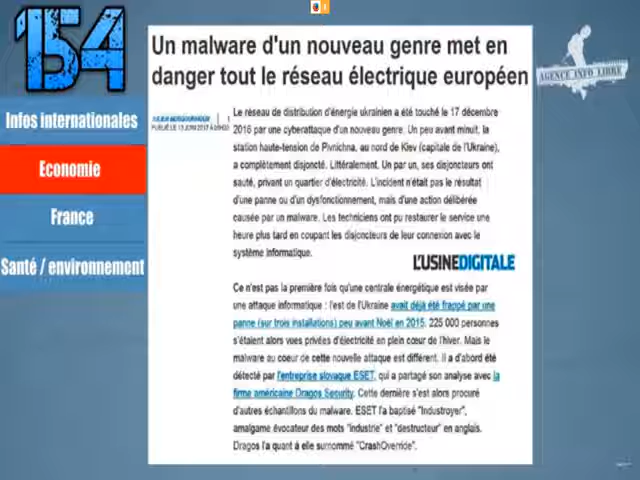 154
Infos internationales
Economie
France
Santé / environnement
Un malware d'un nouveau genre met en
danger tout le réseau électrique européen
AGENCE INFO LIBRE
PUBLIÉ LE 13 JUIN 2017 À
Le réseau de distribution d'énergie ukrainien a été touché le 17 décembre
2016 par une cyberattaque d'un nouveau genre. Un peu avant minuit, la
station haute-tension de Pivnichna, au nord de Kiev (capitale de l'Ukraine),
a complètement disjoncté. Littéralement. Un par un, ses disjoncteurs ont
sauté, privant un quartier d'électricité. L'incident n'était pas le résultat
d'une panne ou d'un dysfonctionnement, mais d'une action délibérée
causée par un malware. Les techniciens ont pu restaurer le service une
heure plus tard en coupant les disjoncteurs de leur connexion avec le
système informatique.
L'USINEDIGITALE
Ce n'est pas la première fois qu'une centrale énergétique est visée par
une attaque informatique : l'est de l'Ukraine avait déjà été frappé par une
panne (sur trois installations) peu avant Noël en 2015. 225 000 personnes
s'étaient alors vues privées d'électricité en plein cœur de l'hiver. Mais le
malware au coeur de cette nouvelle attaque est différent. Il a d'abord été
détecté par l'entreprise slovaque ESET, qui a partagé son analyse avec la
firme américaine Dragos Security. Cette dernière s'est alors procuré
d'autres échantillons du malware. ESET l'a baptisé "Industroyer",
amalgame évocateur des mots "industrie" et "destructeur" en anglais.
Dragos l'a quant à elle surnommé "CrashOverride".